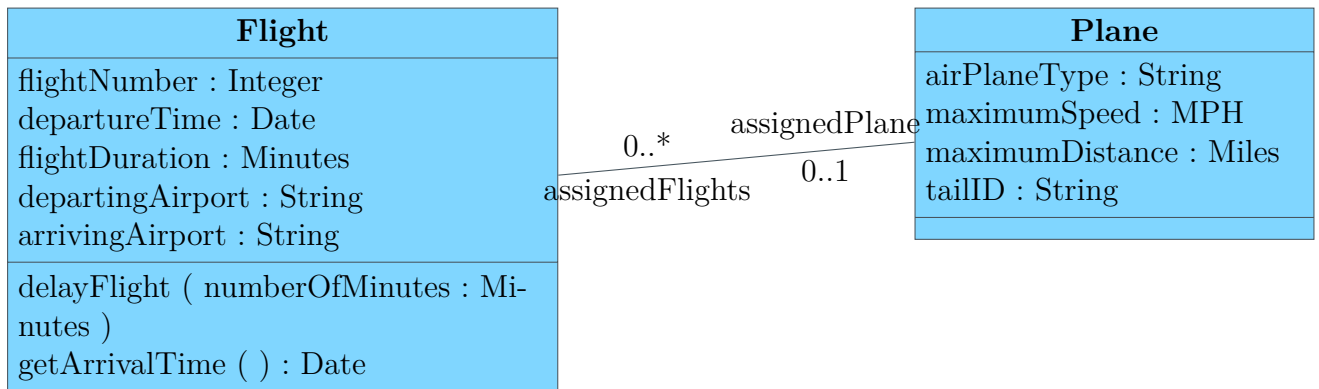 Flight
flightNumber : Integer
departureTime : Date
flightDuration : Minutes
departingAirport : String
arrivingAirport : String
delayFlight ( numberOfMinutes : Mi-
nutes )
getArrivalTime ( ) : Date
0..*
assignedFlights
assignedPlane
0..1
Plane
airPlaneType : String
maximumSpeed : MPH
maximumDistance : Miles
tailID : String